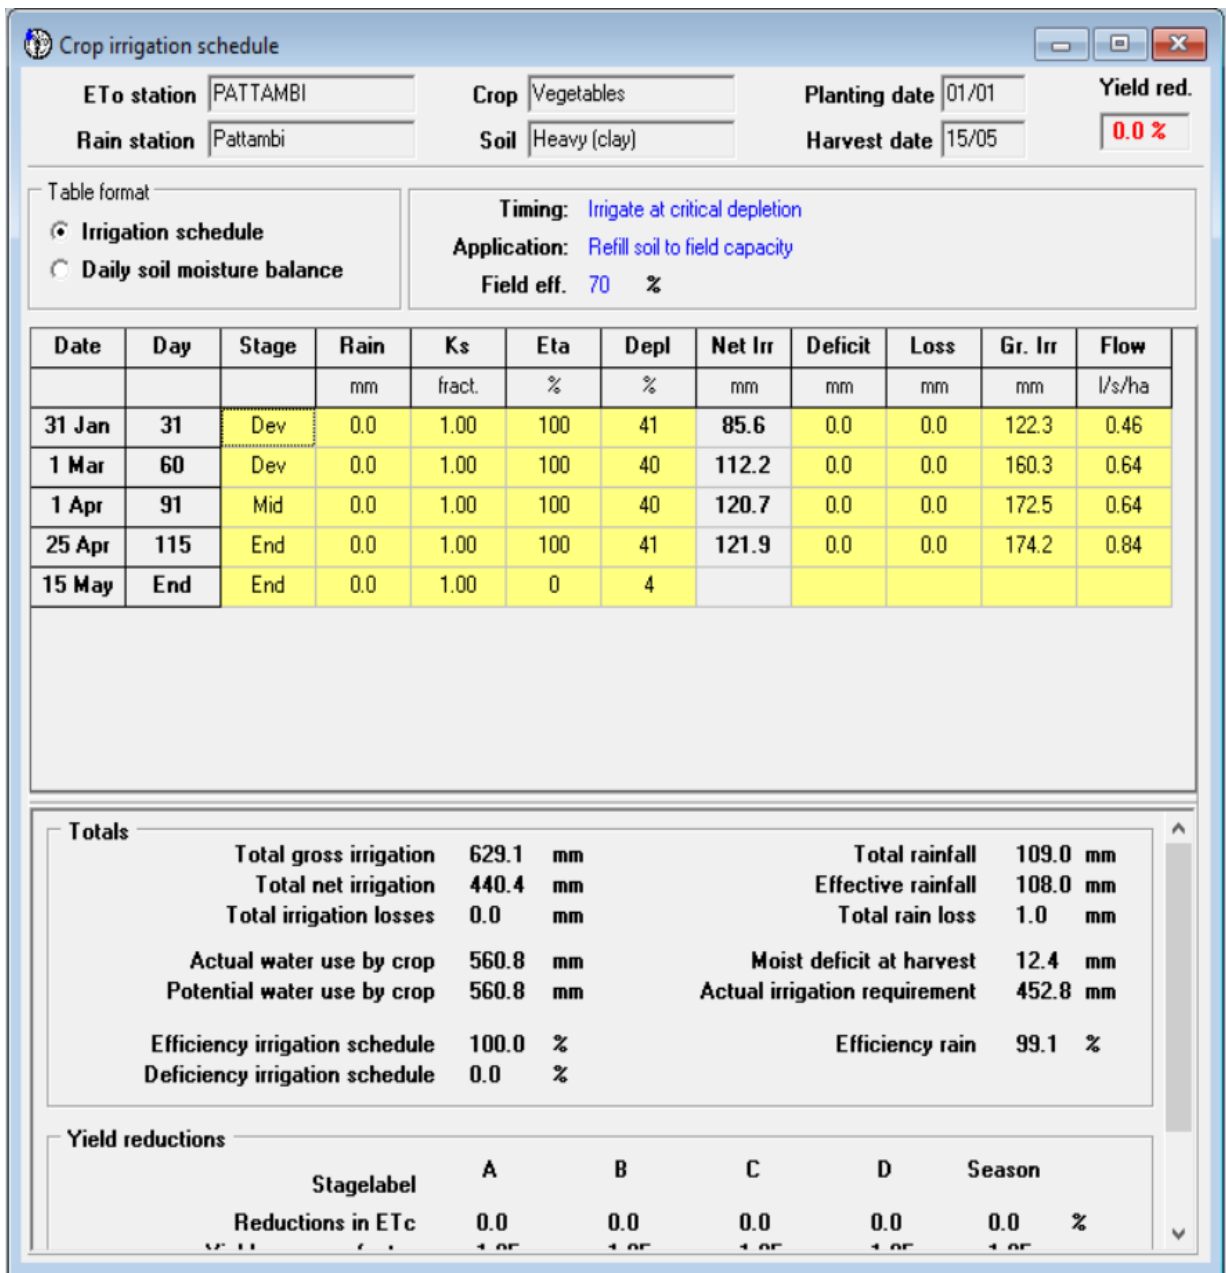 Crop irrigation schedule
ETo station PATTAMBI Crop Vegetables Planting date 01/01 Yield red.
Rain station Pattambi Soil Heavy (clay) Harvest date 15/05 0.0 %
Table format
Irrigation schedule
Daily soil moisture balance
Timing: Irrigate at critical depletion
Application: Refill soil to field capacity
Field eff. 70 %
Date Day Stage Rain Ks Eta Depl Net Irr Deficit Loss Gr. Irr Flow
mm fract. % % mm mm mm mm l/s/ha
31 Jan 31 Dev 0.0 1.00 100 41 85.6 0.0 0.0 122.3 0.46
1 Mar 60 Dev 0.0 1.00 100 40 112.2 0.0 0.0 160.3 0.64
1 Apr 91 Mid 0.0 1.00 100 40 120.7 0.0 0.0 172.5 0.64
25 Apr 115 End 0.0 1.00 100 41 121.9 0.0 0.0 174.2 0.84
15 May End End 0.0 1.00 0 4
Totals
Total gross irrigation 629.1 mm Total rainfall 109.0 mm
Total net irrigation 440.4 mm Effective rainfall 108.0 mm
Total irrigation losses 0.0 mm Total rain loss 1.0 mm
Actual water use by crop 560.8 mm Moist deficit at harvest 12.4 mm
Potential water use by crop 560.8 mm Actual irrigation requirement 452.8 mm
Efficiency irrigation schedule 100.0 % Efficiency rain 99.1 %
Deficiency irrigation schedule 0.0 %
Yield reductions
Stagelabel A B C D Season
Reductions in ETc 0.0 0.0 0.0 0.0 0.0 %